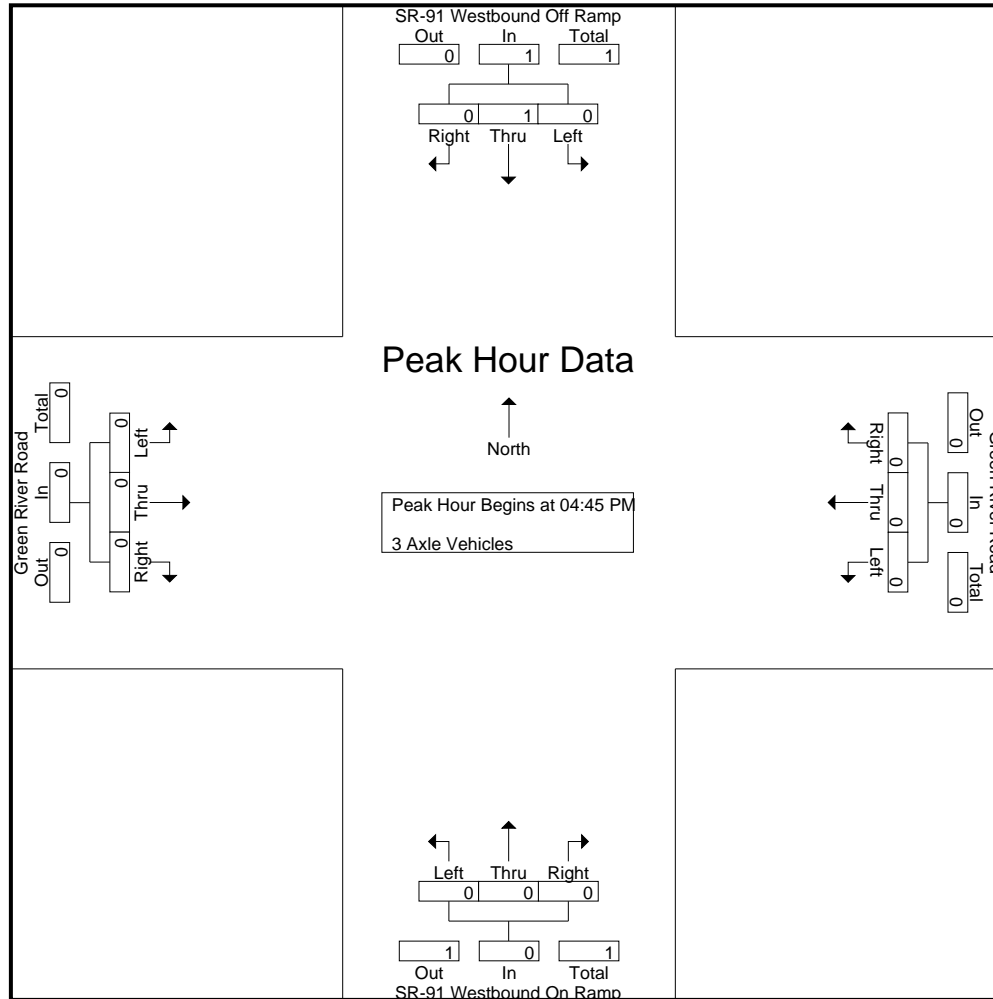 SR-91 Westbound Off Ramp
Out In Total
0 1 1
0 1 0
Right Thru Left
Peak Hour Data
North
Peak Hour Begins at 04:45 PM
3 Axle Vehicles
Green River Road
Total In Out
0 0 0
0 0 0
Left Thru Right
Out In Total
0 0 0
Right Thru Left
0 0 0
Green River Road
Left Thru Right
0 0 0
1 0 1
Out In Total
SR-91 Westbound On Ramp